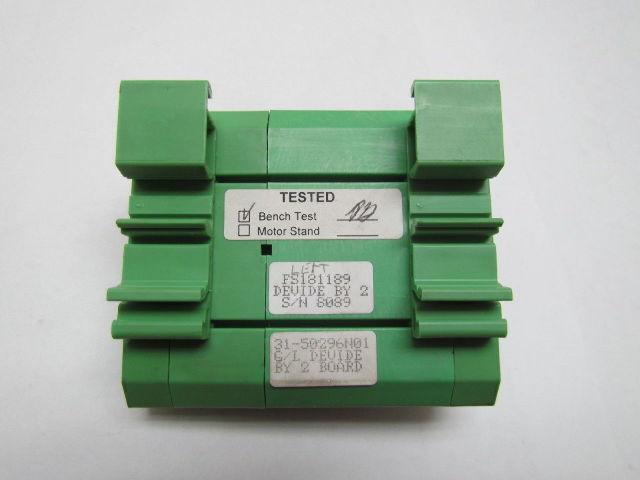 TESTED
Bench Test
Motor Stand
LEFT
FS181189
DEVIDE BY 2
S/N 8089
31-50296N01
G/L DEVIDE
BY 2 BOARD